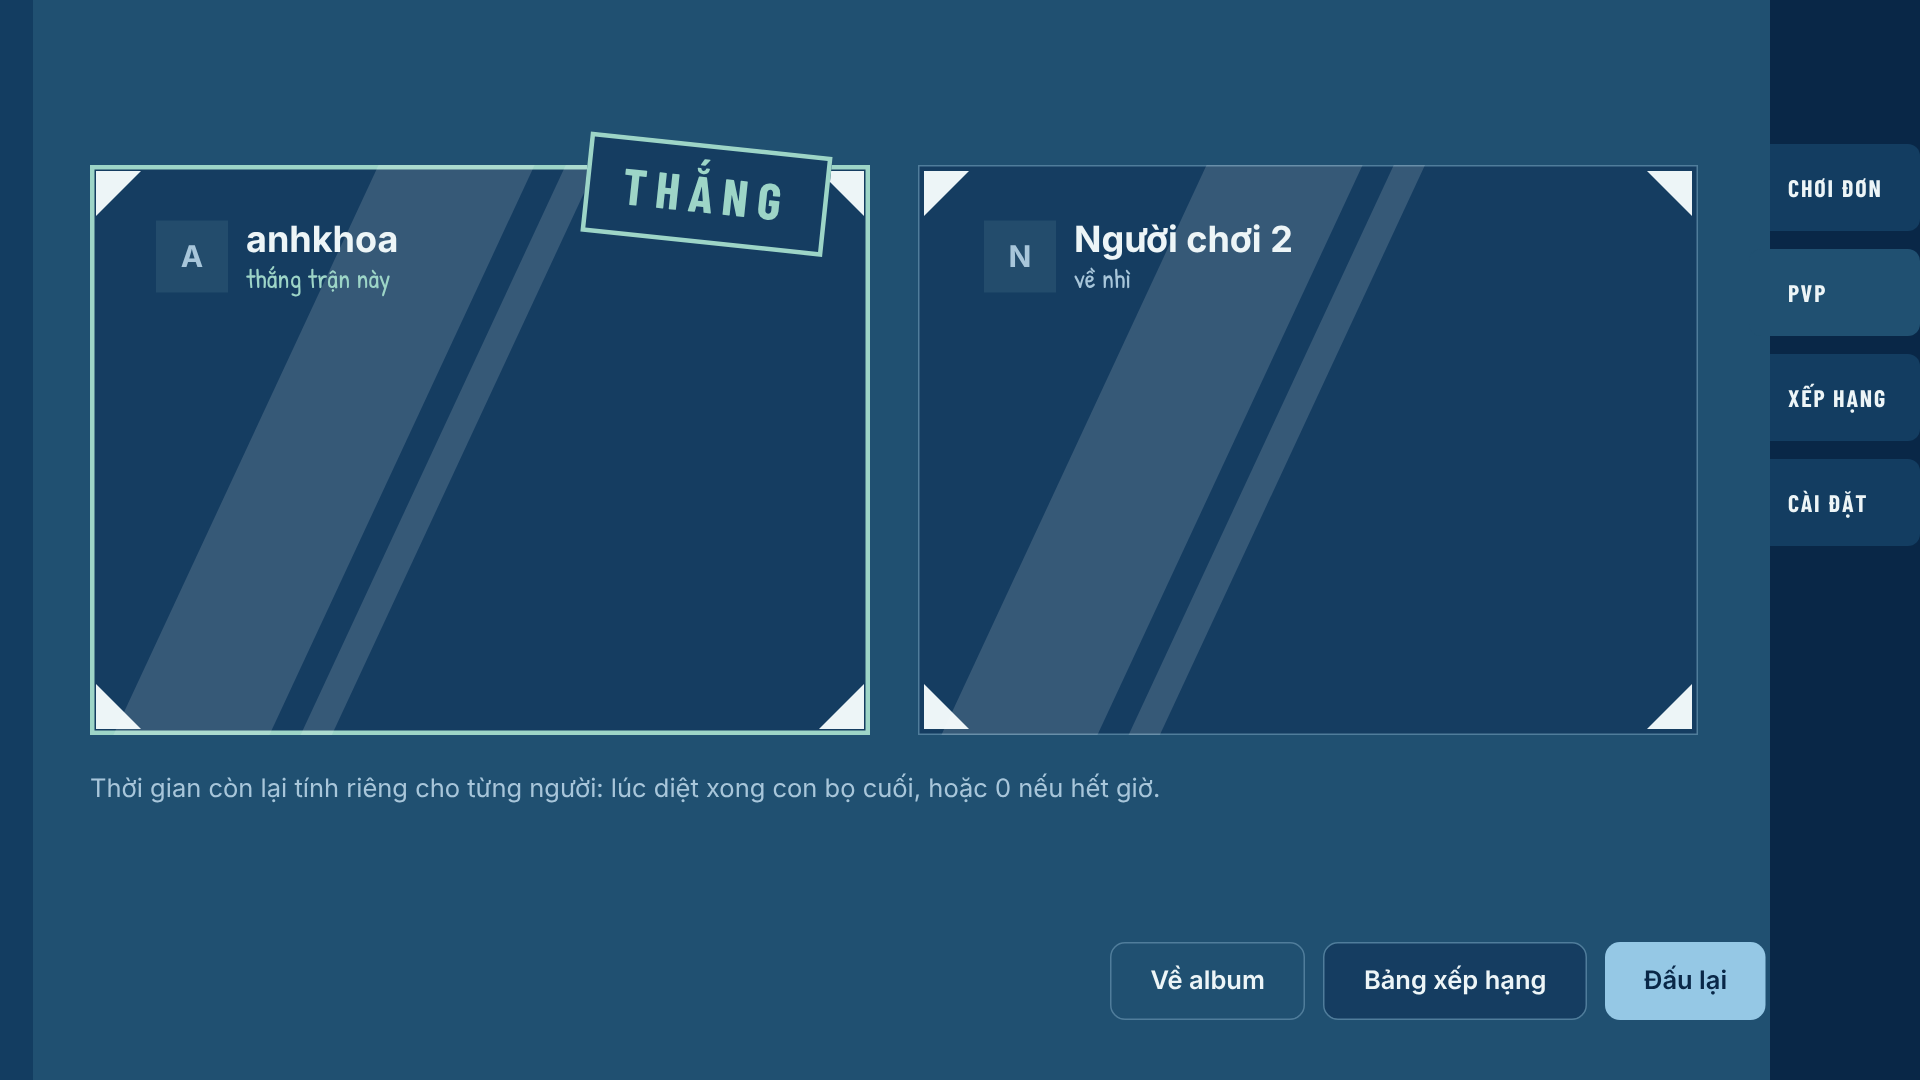 THẮNG
A
anhkhoa
thắng trận này
N
Người chơi 2
về nhì
Thời gian còn lại tính riêng cho từng người: lúc diệt xong con bọ cuối, hoặc 0 nếu hết giờ.
Về album
Bảng xếp hạng
Đấu lại
CHƠI ĐƠN
PVP
XẾP HẠNG
CÀI ĐẶT